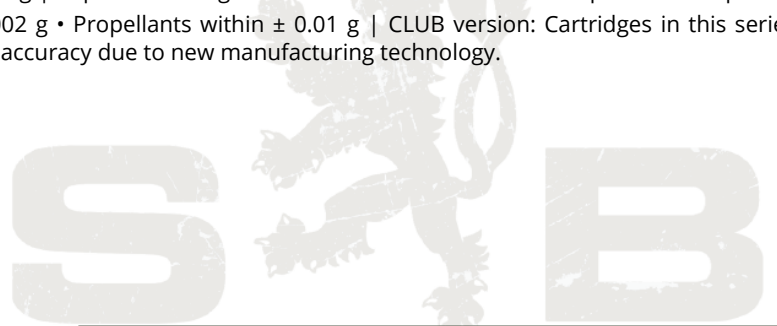 002 g • Propellants within ± 0.01 g | CLUB version: Cartridges in this serie
accuracy due to new manufacturing technology.
S B